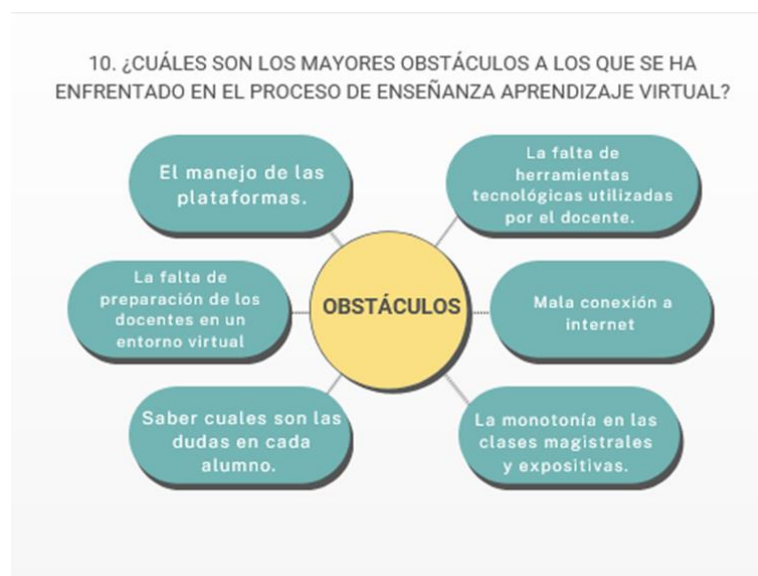 10. ¿CUÁLES SON LOS MAYORES OBSTÁCULOS A LOS QUE SE HA
ENFRENTADO EN EL PROCESO DE ENSEÑANZA APRENDIZAJE VIRTUAL?
El manejo de las
plataformas.
La falta de
herramientas
tecnológicas utilizadas
por el docente.
La falta de
preparación de los
docentes en un
entorno virtual
OBSTÁCULOS
Mala conexión a
internet
Saber cuales son las
dudas en cada
alumno.
La monotonía en las
clases magistrales
y expositivas.